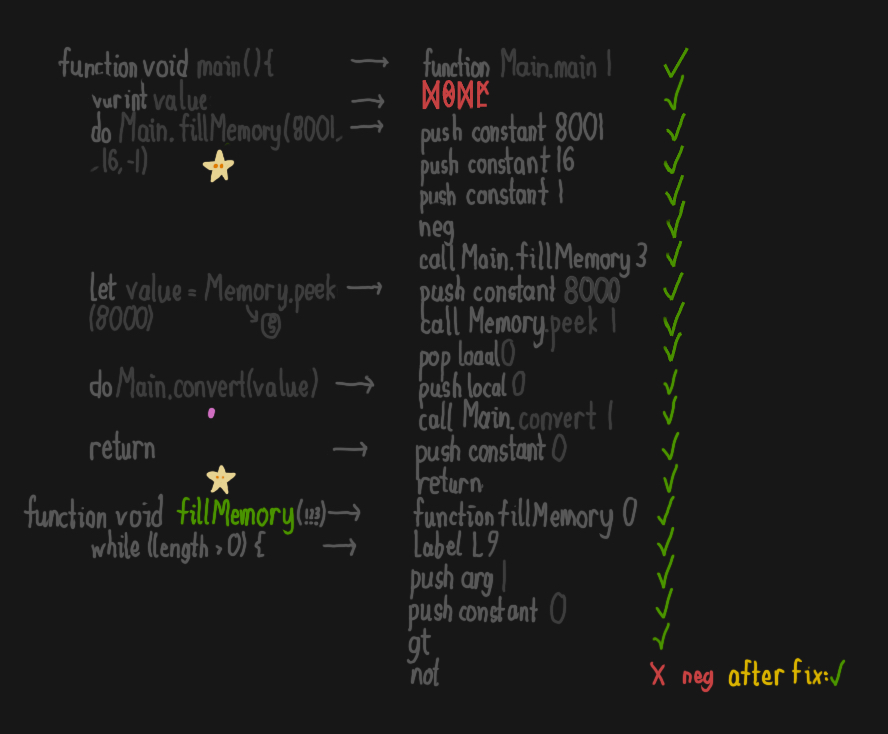 function void main(){ → function Main.main 1 ✓
var int value → ✓
do Main.fillMemory(8001 → push constant 8001 ✓
,16,-1) push constant 16 ✓
push constant 1 ✓
neg ✓
call Main.fillMemory 3 ✓
let value = Memory.peek → push constant 8000 ✓
(8000) call Memory.peek 1 ✓
pop local 0 ✓
do Main.convert(value) → push local 0 ✓
call Main.convert 1 ✓
return → push constant 0 ✓
return ✓
function void fillMemory(!!!) → function fillMemory 0 ✓
while (length > 0) { → label L9 ✓
push arg 1 ✓
push constant 0 ✓
gt ✓
not X neg after fix: ✓